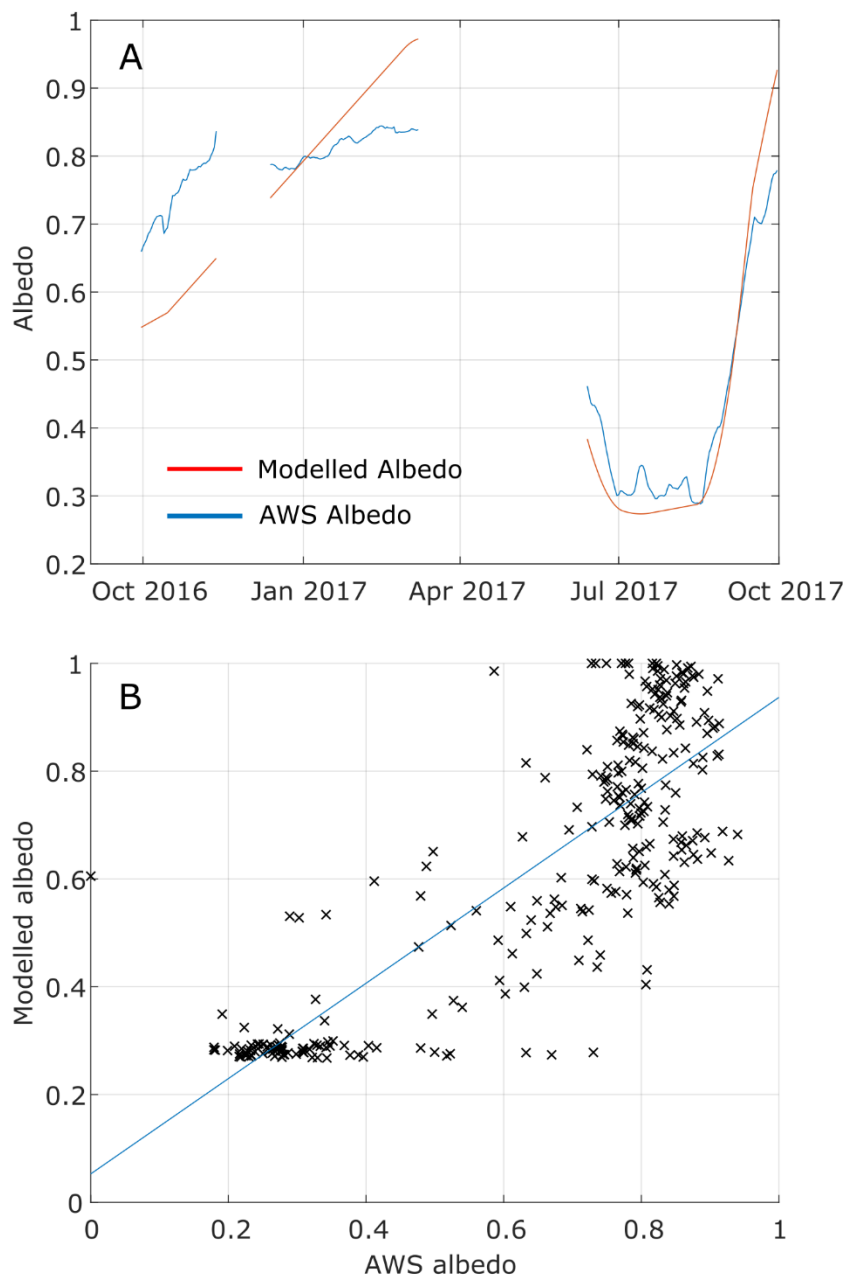 A
1
0.9
0.8
0.7
0.6
0.5
0.4
0.3
0.2
Albedo
Modelled Albedo
AWS Albedo
Oct 2016 Jan 2017 Apr 2017 Jul 2017 Oct 2017
B
1
0.8
0.6
0.4
0.2
0
Modelled albedo
0 0.2 0.4 0.6 0.8 1
AWS albedo